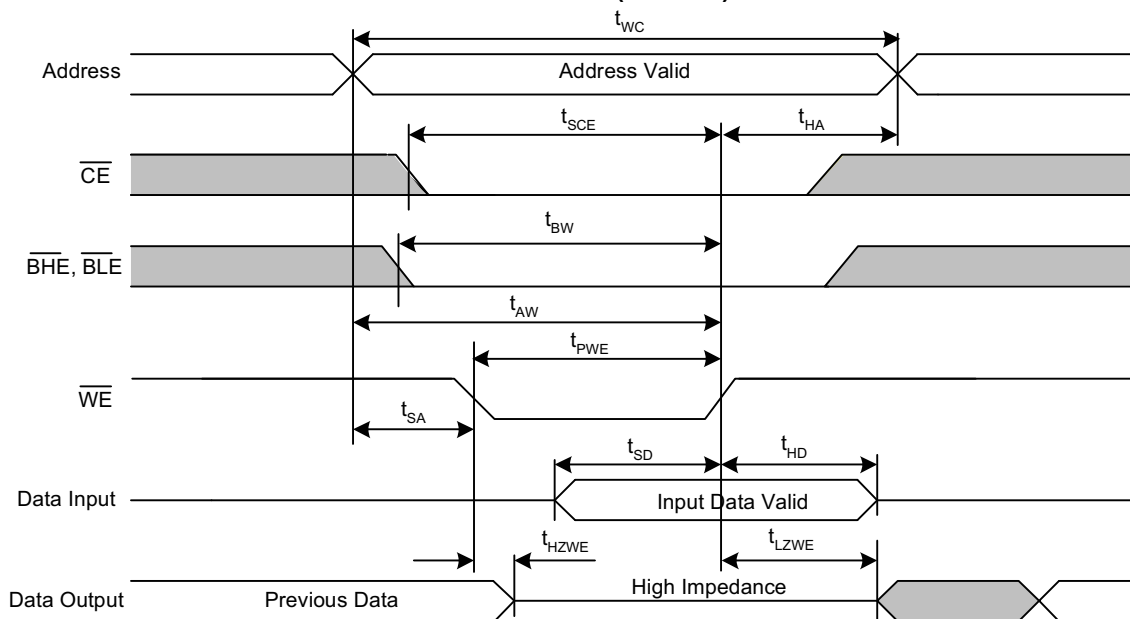 tWC
Address
Address Valid
tSCE
tHA
CE
tBW
BHE, BLE
tAW
tPWE
WE
tSA
tSD
tHD
Data Input
Input Data Valid
tHZWE
tLZWE
Data Output
Previous Data
High Impedance